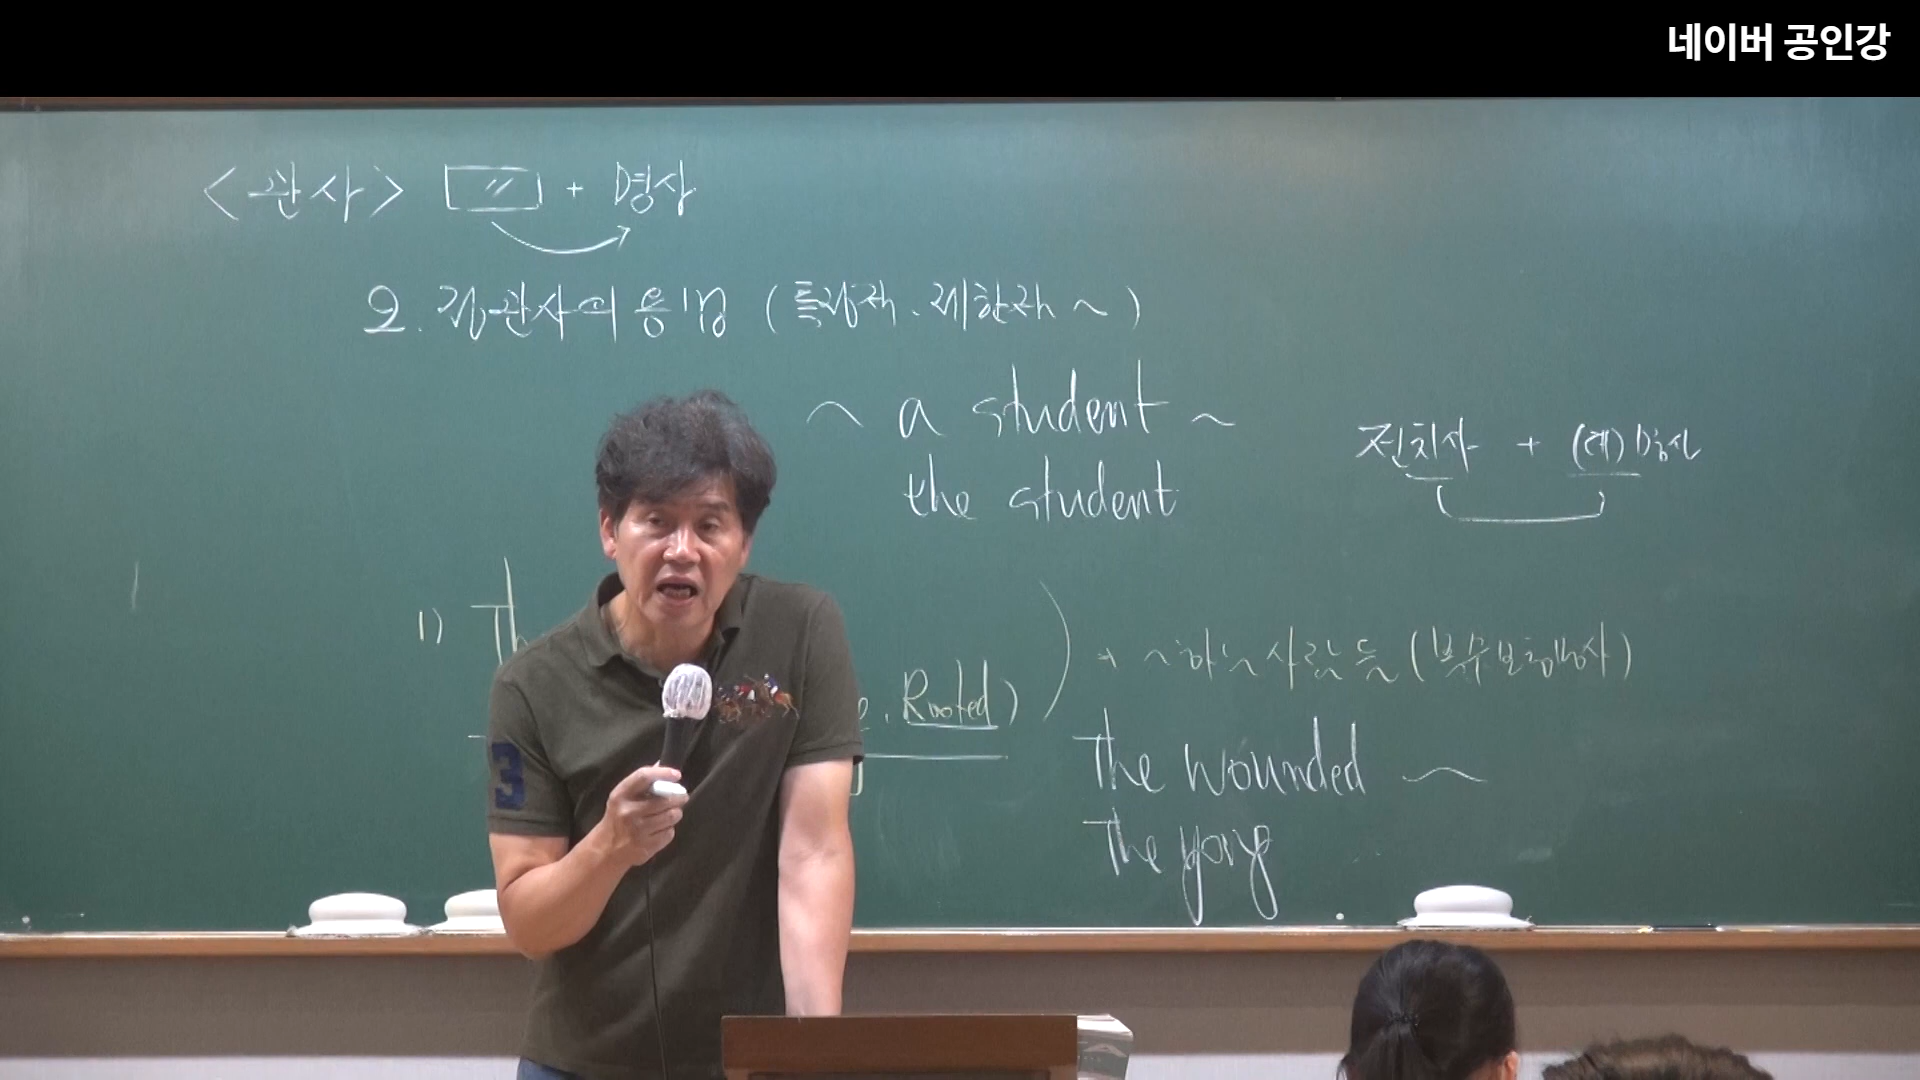 네이버 공인강
<관사> + 명사
2. 정관사의 용법 (특정적. 제한적 ~)
~ a student ~
the student
전치사 + (대)명사
1) Th
Rooted)
→ ~하는 사람들 (복수보통명사)
The wounded ~
The young
3